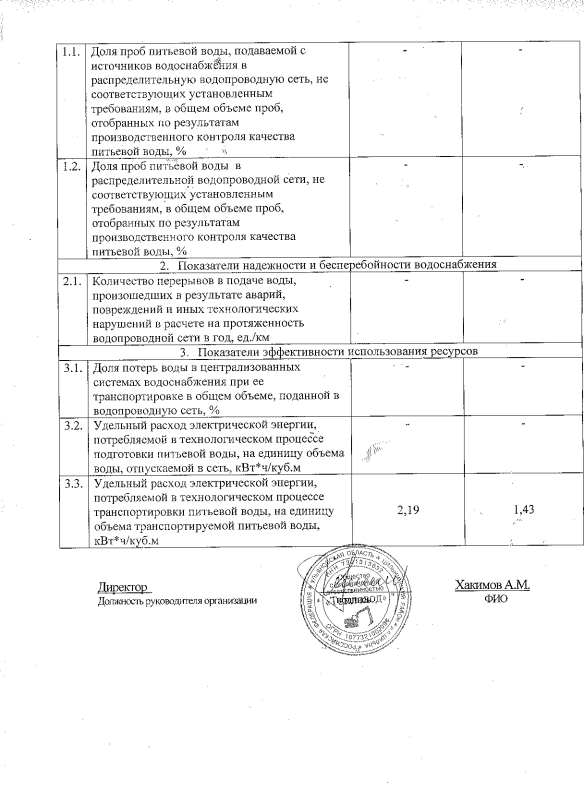 1.1. Доля проб питьевой воды, подаваемой с - -
источников водоснабжения в
распределительную водопроводную сеть, не
соответствующих установленным
требованиям, в общем объеме проб,
отобранных по результатам
производственного контроля качества
питьевой воды, %
1.2. Доля проб питьевой воды в - -
распределительной водопроводной сети, не
соответствующих установленным
требованиям, в общем объеме проб,
отобранных по результатам
производственного контроля качества
питьевой воды, %
2. Показатели надежности и бесперебойности водоснабжения
2.1. Количество перерывов в подаче воды, - -
произошедших в результате аварий,
повреждений и иных технологических
нарушений в расчете на протяженность
водопроводной сети в год, ед./км
3. Показатели эффективности использования ресурсов
3.1. Доля потерь воды в централизованных - -
системах водоснабжения при ее
транспортировке в общем объеме, поданной в
водопроводную сеть, %
3.2. Удельный расход электрической энергии, - -
потребляемой в технологическом процессе
подготовки питьевой воды, на единицу объема
воды, отпускаемой в сеть, кВт*ч/куб.м
3.3. Удельный расход электрической энергии,
потребляемой в технологическом процессе
транспортировки питьевой воды, на единицу 2,19 1,43
объема транспортируемой питьевой воды,
кВт*ч/куб.м
Директор Хакимов А.М.
Должность руководителя организации ФИО
РОССИЙСКАЯ ФЕДЕРАЦИЯ * УЛЬЯНОВСКАЯ ОБЛАСТЬ
Общество